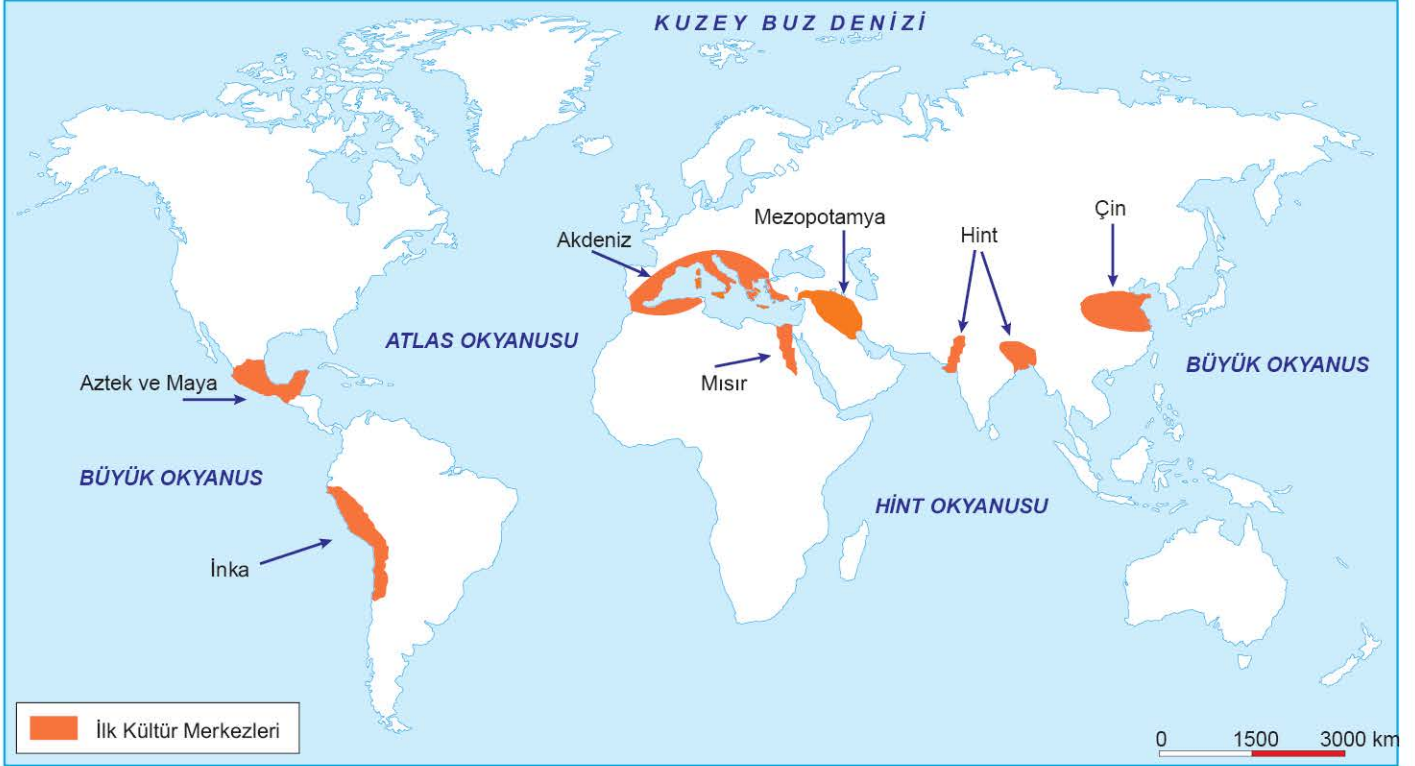 KUZEY BUZ DENİZİ
Çin
Mezopotamya
Hint
Akdeniz
ATLAS OKYANUSU
BÜYÜK OKYANUS
Aztek ve Maya
Mısır
BÜYÜK OKYANUS
HİNT OKYANUSU
İnka
İlk Kültür Merkezleri
0 1500 3000 km